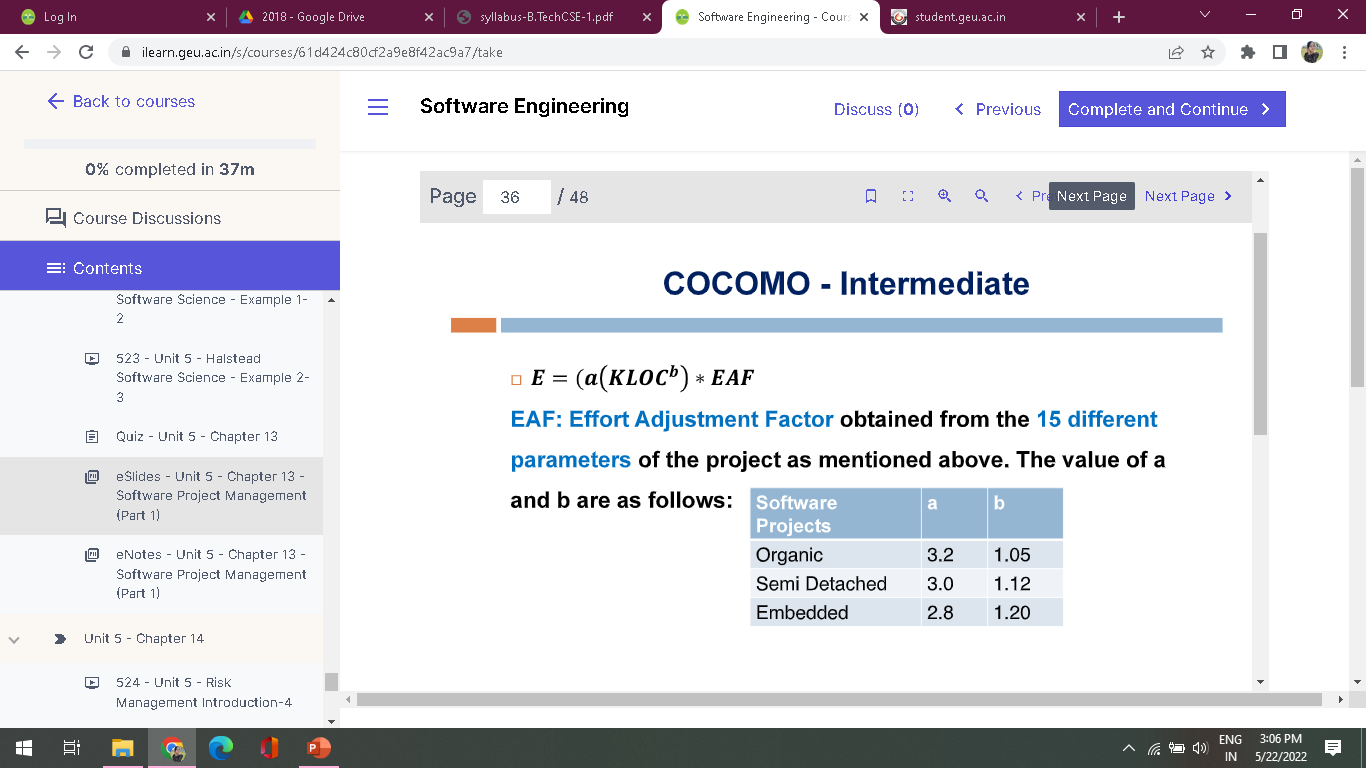 Log In
2018 - Google Drive
syllabus-B.TechCSE-1.pdf
Software Engineering - Cour
student.geu.ac.in
ilearn.geu.ac.in/s/courses/61d424c80cf2a9e8f42ac9a7/take
Back to courses
0% completed in 37m
Course Discussions
Contents
Software Science - Example 1-
2
523 - Unit 5 - Halstead
Software Science - Example 2-
3
Quiz - Unit 5 - Chapter 13
eSlides - Unit 5 - Chapter 13 -
Software Project Management
(Part 1)
eNotes - Unit 5 - Chapter 13 -
Software Project Management
(Part 1)
Unit 5 - Chapter 14
524 - Unit 5 - Risk
Management Introduction-4
Software Engineering
Discuss (0)
Previous
Complete and Continue
Page 36 / 48
Pre
Next Page
Next Page
COCOMO - Intermediate
E = (a(KLOC^b) * EAF
EAF: Effort Adjustment Factor obtained from the 15 different
parameters of the project as mentioned above. The value of a
and b are as follows:
Software Projects a b
Organic 3.2 1.05
Semi Detached 3.0 1.12
Embedded 2.8 1.20
ENG
IN
3:06 PM
5/22/2022